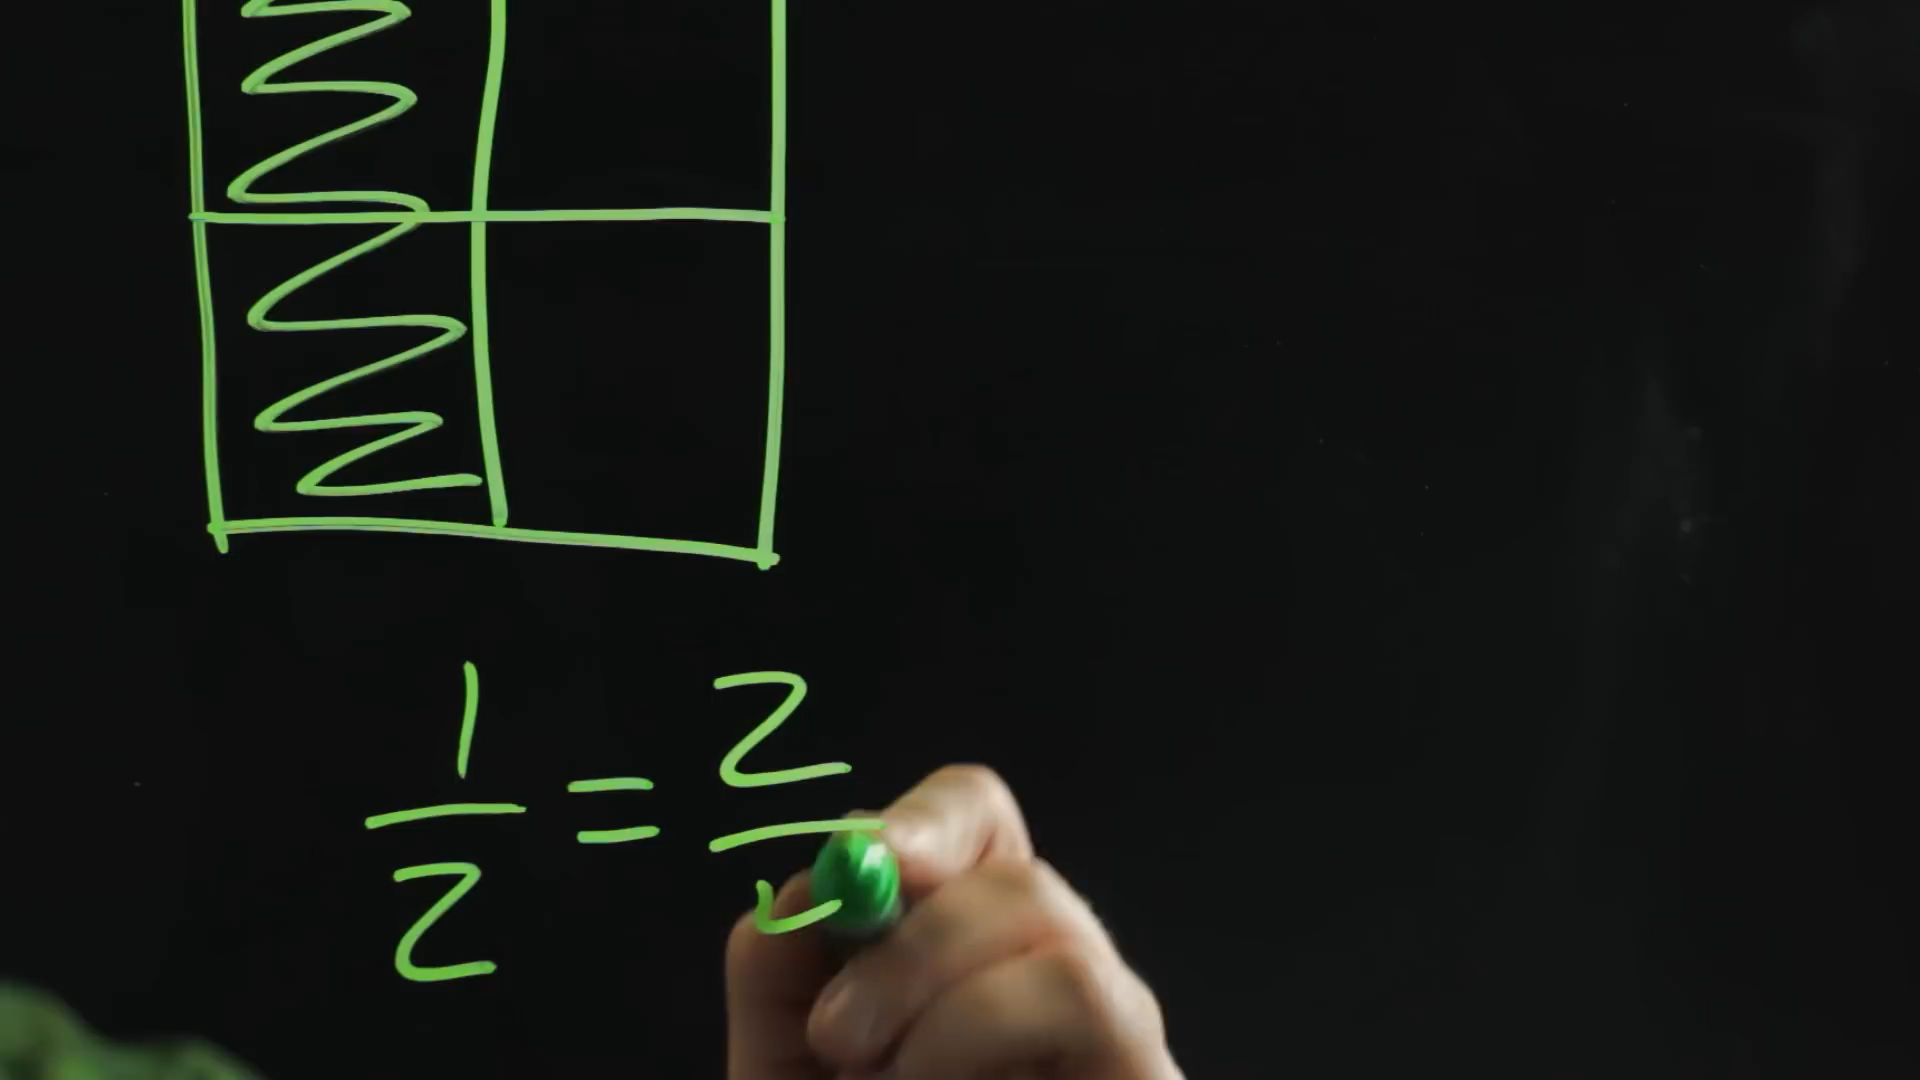 1/2 = 2/